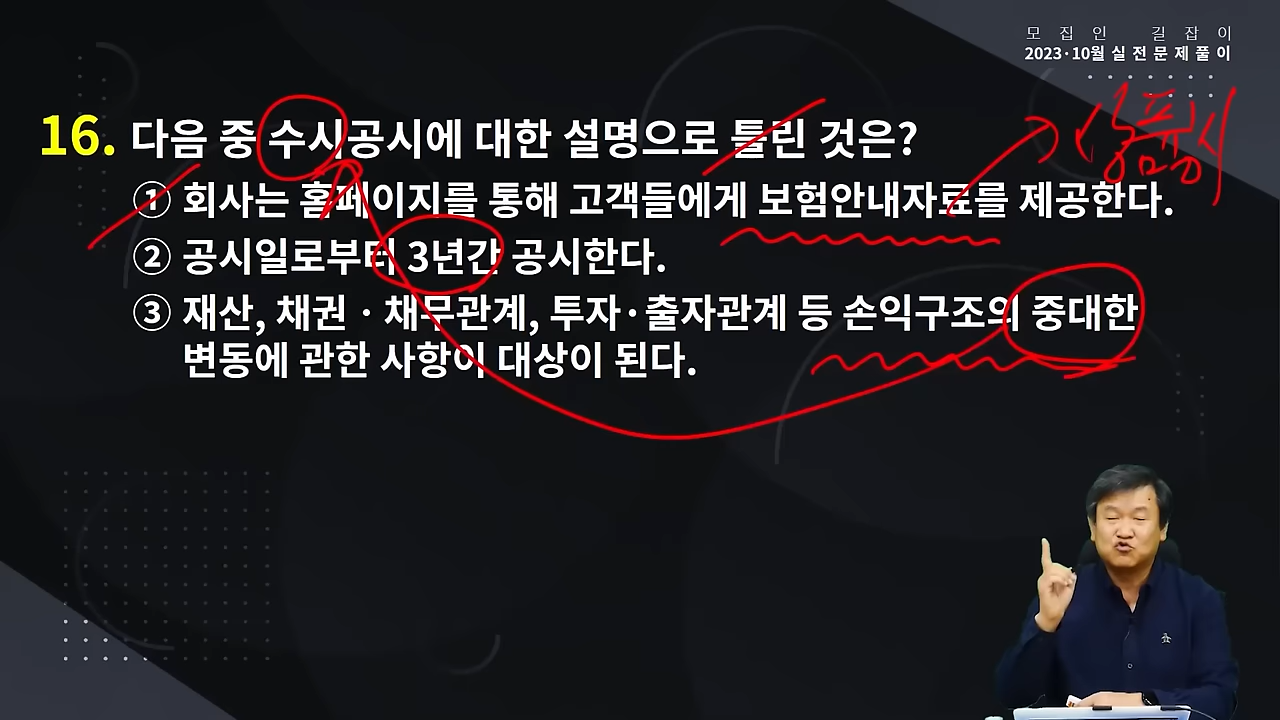 모집인 길잡이
2023·10월 실전문제풀이
16. 다음 중 수시공시에 대한 설명으로 틀린 것은?
상품공시
① 회사는 홈페이지를 통해 고객들에게 보험안내자료를 제공한다.
② 공시일로부터 3년간 공시한다.
③ 재산, 채권·채무관계, 투자·출자관계 등 손익구조의 중대한
변동에 관한 사항이 대상이 된다.